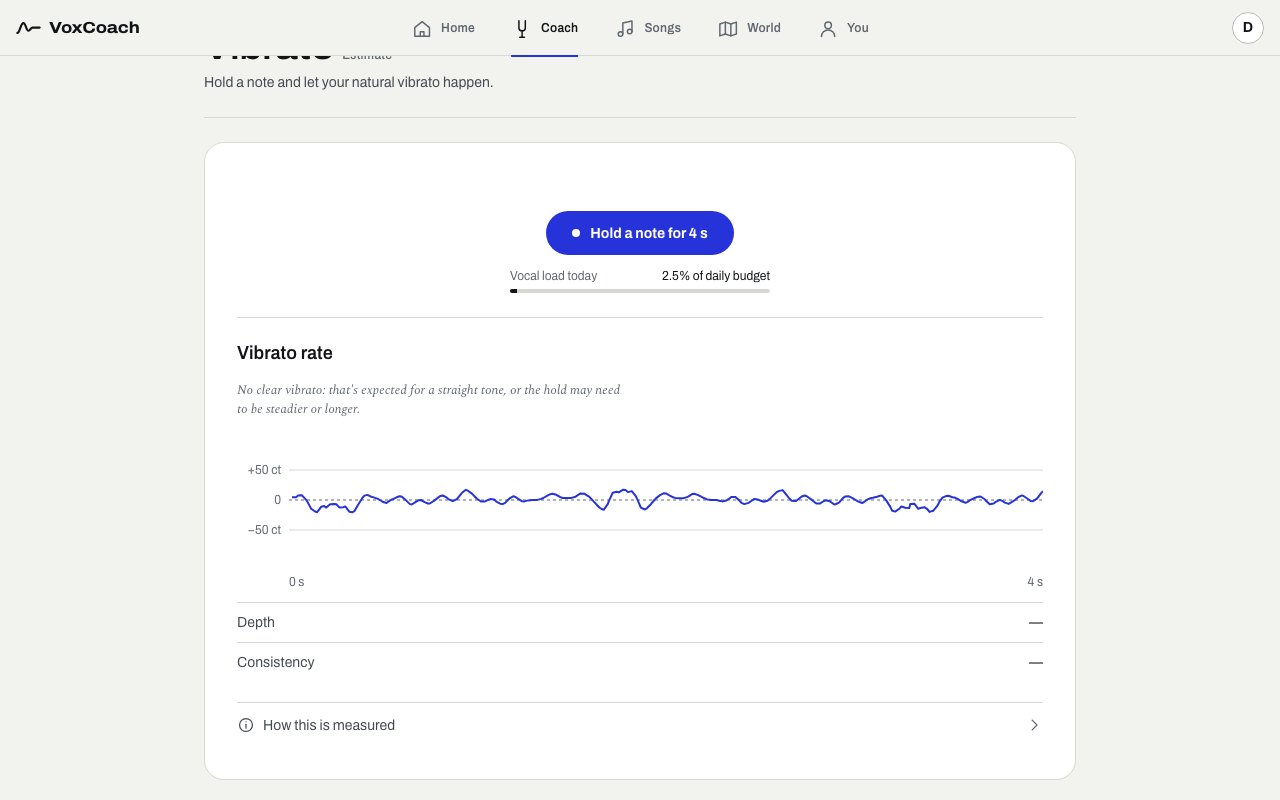 VoxCoach
Home
Coach
Songs
World
You
D
Vibrato Estimate
Hold a note and let your natural vibrato happen.
Hold a note for 4 s
Vocal load today 2.5% of daily budget
Vibrato rate
No clear vibrato: that's expected for a straight tone, or the hold may need
to be steadier or longer.
+50 ct
0
−50 ct
0 s 4 s
Depth —
Consistency —
How this is measured